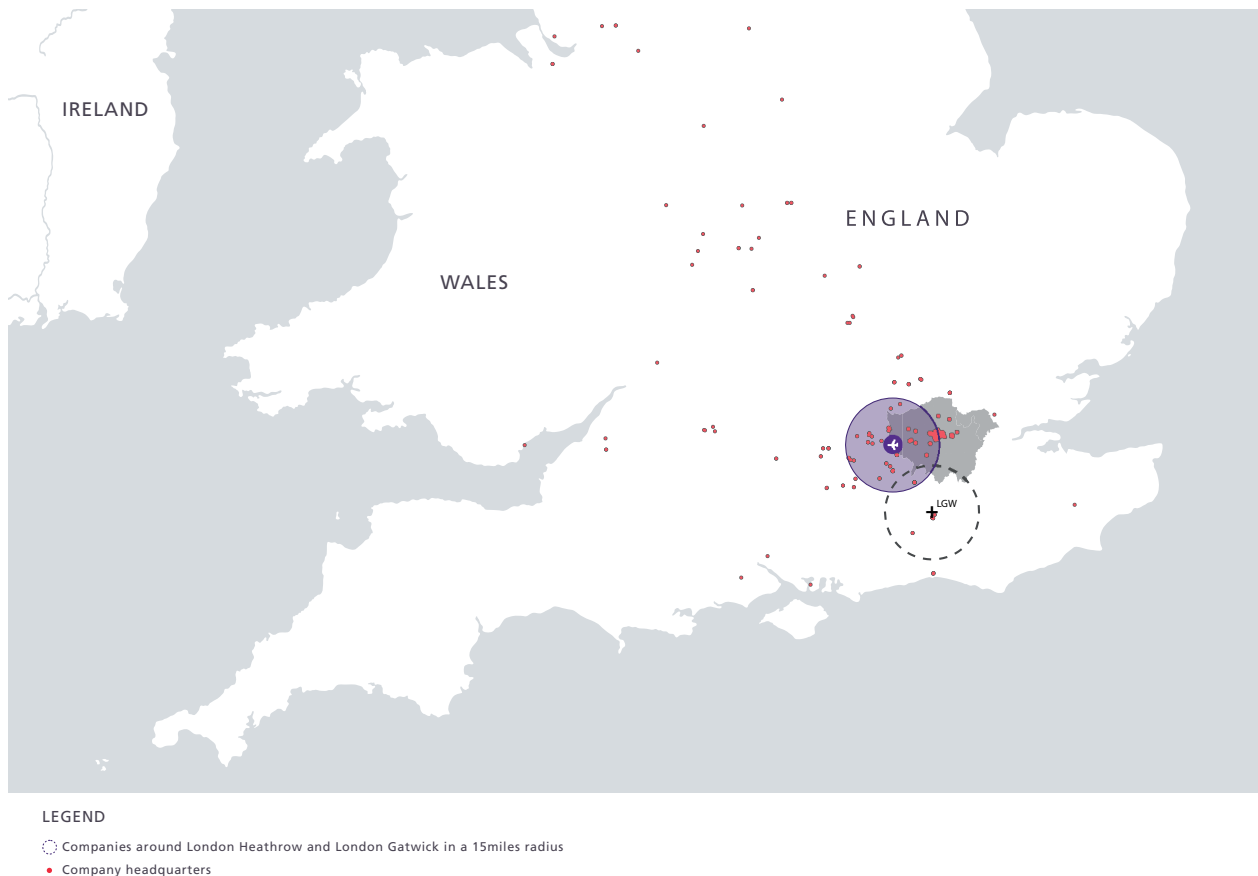 IRELAND
ENGLAND
WALES
LGW
LEGEND
Companies around London Heathrow and London Gatwick in a 15miles radius
Company headquarters